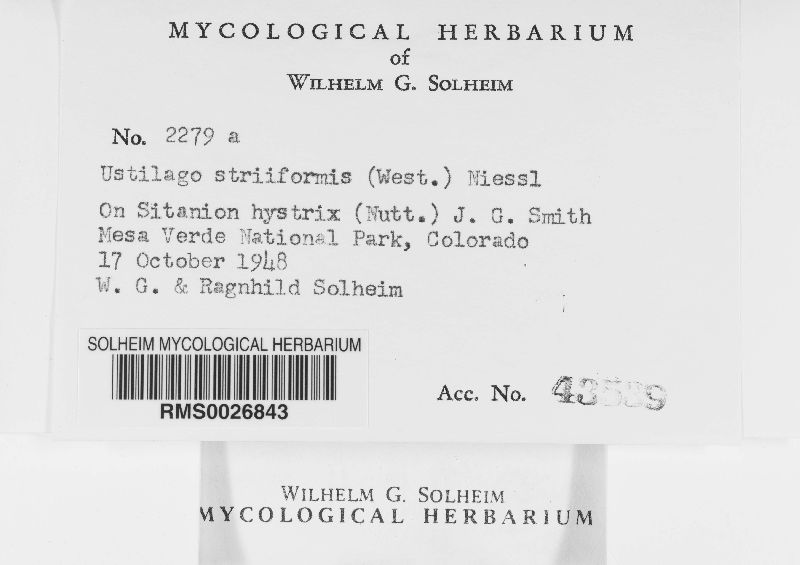 MYCOLOGICAL HERBARIUM
of
WILHELM G. SOLHEIM
No. 2279 a
Ustilago striiformis (West.) Niessl
On Sitanion hystrix (Nutt.) J. G. Smith
Mesa Verde National Park, Colorado
17 October 1948
W. G. & Ragnhild Solheim
SOLHEIM MYCOLOGICAL HERBARIUM
RMS0026843
Acc. No.
WILHELM G. SOLHEIM
MYCOLOGICAL HERBARIUM